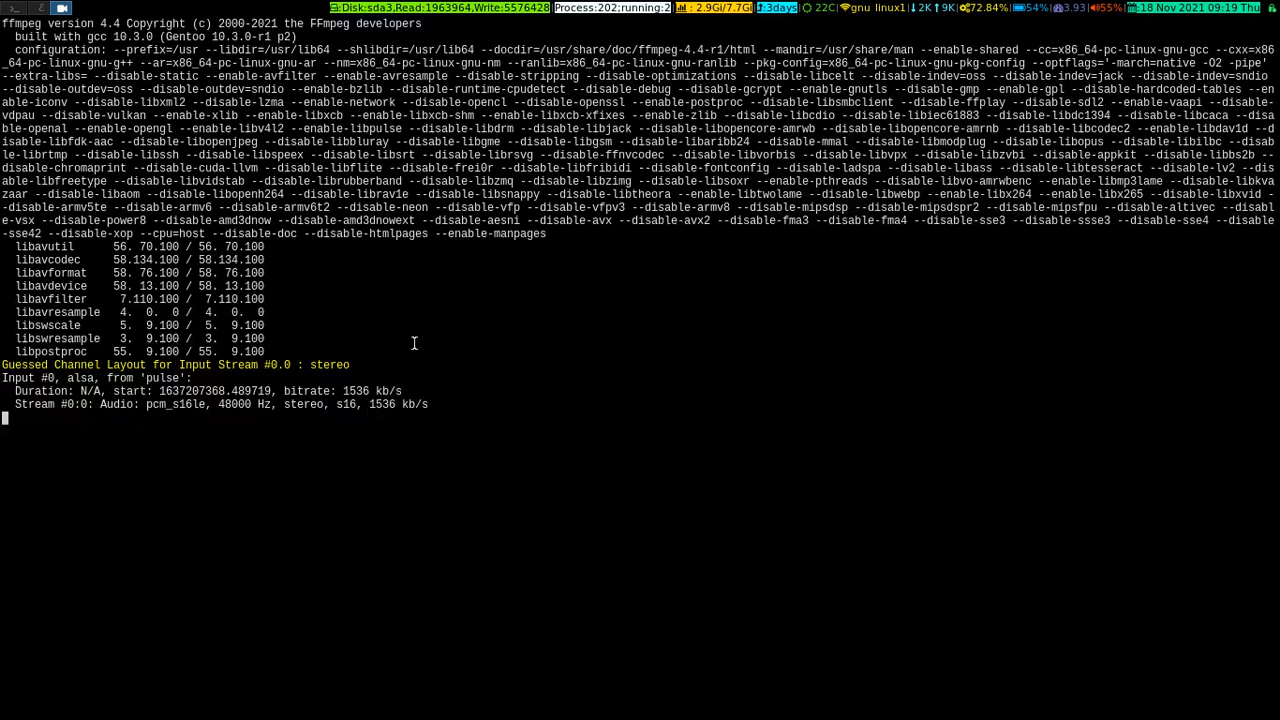 Disk:sda3,Read:1963964,Write:5576428 Process:202;running:2 : 2.9Gi/7.7Gi :3days 22C gnu linux1 2K 9K 72.84% 54% 3.93 55% 18 Nov 2021 09:19 Thu
ffmpeg version 4.4 Copyright (c) 2000-2021 the FFmpeg developers
built with gcc 10.3.0 (Gentoo 10.3.0-r1 p2)
configuration: --prefix=/usr --libdir=/usr/lib64 --shlibdir=/usr/lib64 --docdir=/usr/share/doc/ffmpeg-4.4-r1/html --mandir=/usr/share/man --enable-shared --cc=x86_64-pc-linux-gnu-gcc --cxx=x86
_64-pc-linux-gnu-g++ --ar=x86_64-pc-linux-gnu-ar --nm=x86_64-pc-linux-gnu-nm --ranlib=x86_64-pc-linux-gnu-ranlib --pkg-config=x86_64-pc-linux-gnu-pkg-config --optflags='-march=native -O2 -pipe'
--extra-libs= --disable-static --enable-avfilter --enable-avresample --disable-stripping --disable-optimizations --disable-libcelt --disable-indev=oss --disable-indev=jack --disable-indev=sndio
--disable-outdev=oss --disable-outdev=sndio --enable-bzlib --disable-runtime-cpudetect --disable-debug --disable-gcrypt --enable-gnutls --disable-gmp --enable-gpl --disable-hardcoded-tables --en
able-iconv --disable-libxml2 --disable-lzma --enable-network --disable-opencl --disable-openssl --enable-postproc --disable-libsmbclient --disable-ffplay --disable-sdl2 --enable-vaapi --disable-
vdpau --disable-vulkan --enable-xlib --enable-libxcb --enable-libxcb-shm --enable-libxcb-xfixes --enable-zlib --disable-libcdio --disable-libiec61883 --disable-libdc1394 --disable-libcaca --disa
ble-openal --enable-opengl --enable-libv4l2 --enable-libpulse --disable-libdrm --disable-libjack --disable-libopencore-amrwb --disable-libopencore-amrnb --disable-libcodec2 --enable-libdav1d --d
isable-libfdk-aac --disable-libopenjpeg --disable-libbluray --disable-libgme --disable-libgsm --disable-libaribb24 --disable-mmal --disable-libmodplug --disable-libopus --disable-libilbc --disab
le-librtmp --disable-libssh --disable-libspeex --disable-libsrt --disable-librsvg --disable-ffnvcodec --disable-libvorbis --disable-libvpx --disable-libzvbi --disable-appkit --disable-libbs2b --
disable-chromaprint --disable-cuda-llvm --disable-libflite --disable-frei0r --disable-libfribidi --disable-fontconfig --disable-ladspa --disable-libass --disable-libtesseract --disable-lv2 --dis
able-libfreetype --disable-libvidstab --disable-librubberband --disable-libzmq --disable-libzimg --disable-libsoxr --enable-pthreads --disable-libvo-amrwbenc --enable-libmp3lame --disable-libkva
zaar --disable-libaom --disable-libopenh264 --disable-librav1e --disable-libsnappy --disable-libtheora --enable-libtwolame --disable-libwebp --enable-libx264 --enable-libx265 --disable-libxvid -
-disable-armv5te --disable-armv6 --disable-armv6t2 --disable-neon --disable-vfp --disable-vfpv3 --disable-armv8 --disable-mipsdsp --disable-mipsdspr2 --disable-mipsfpu --disable-altivec --disabl
e-vsx --disable-power8 --disable-amd3dnow --disable-amd3dnowext --disable-aesni --disable-avx --disable-avx2 --disable-fma3 --disable-fma4 --disable-sse3 --disable-ssse3 --disable-sse4 --disable
-sse42 --disable-xop --cpu=host --disable-doc --disable-htmlpages --enable-manpages
libavutil 56. 70.100 / 56. 70.100
libavcodec 58.134.100 / 58.134.100
libavformat 58. 76.100 / 58. 76.100
libavdevice 58. 13.100 / 58. 13.100
libavfilter 7.110.100 / 7.110.100
libavresample 4. 0. 0 / 4. 0. 0
libswscale 5. 9.100 / 5. 9.100
libswresample 3. 9.100 / 3. 9.100
libpostproc 55. 9.100 / 55. 9.100
Guessed Channel Layout for Input Stream #0.0 : stereo
Input #0, alsa, from 'pulse':
Duration: N/A, start: 1637207368.489719, bitrate: 1536 kb/s
Stream #0:0: Audio: pcm_s16le, 48000 Hz, stereo, s16, 1536 kb/s